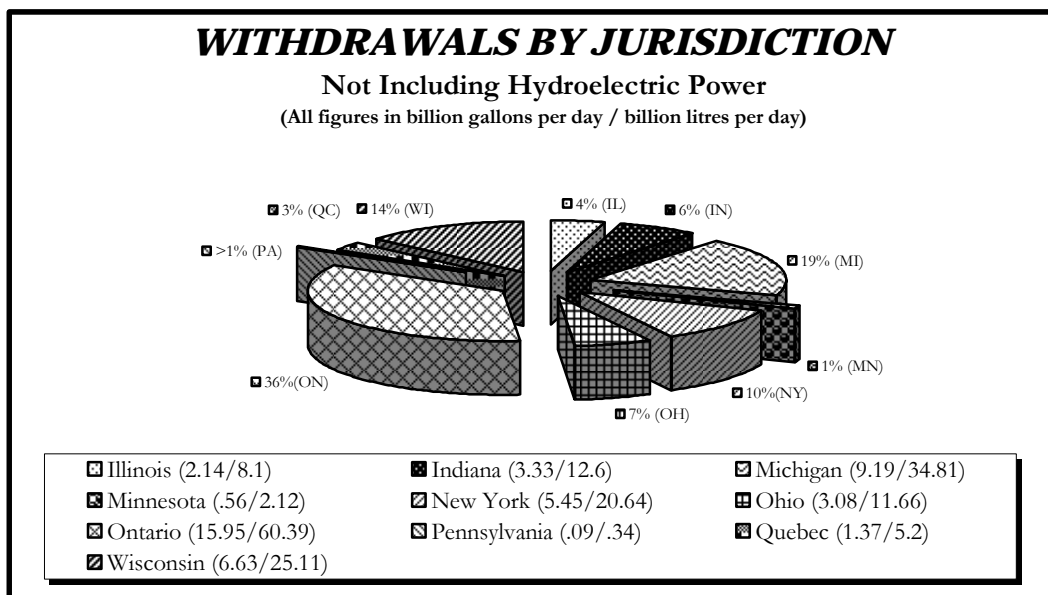 WITHDRAWALS BY JURISDICTION
Not Including Hydroelectric Power
(All figures in billion gallons per day / billion litres per day)
3% (QC)
14% (WI)
4% (IL)
6% (IN)
>1% (PA)
19% (MI)
36%(ON)
1% (MN)
10%(NY)
7% (OH)
Illinois (2.14/8.1)
Indiana (3.33/12.6)
Michigan (9.19/34.81)
Minnesota (.56/2.12)
New York (5.45/20.64)
Ohio (3.08/11.66)
Ontario (15.95/60.39)
Pennsylvania (.09/.34)
Quebec (1.37/5.2)
Wisconsin (6.63/25.11)